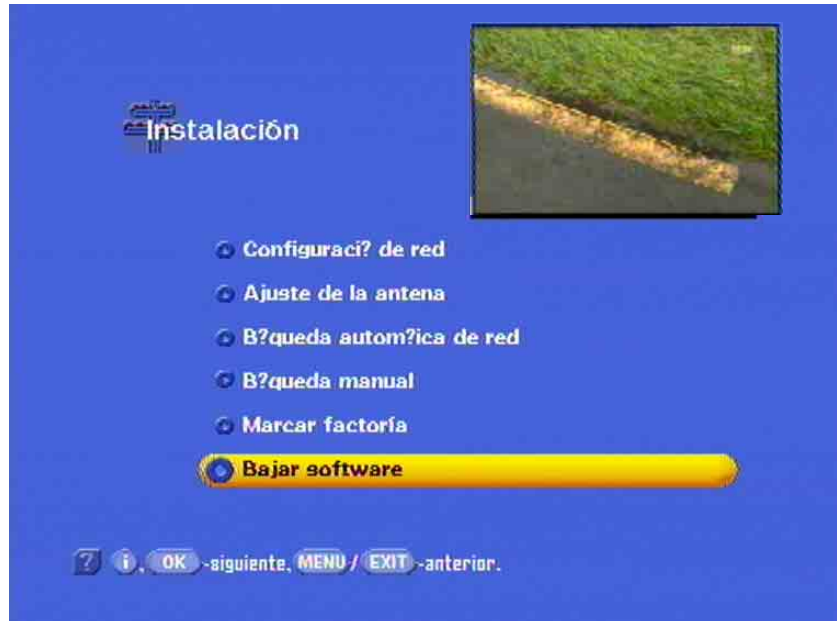 Instalación
Configuraci? de red
Ajuste de la antena
B?queda autom?ica de red
B?queda manual
Marcar factoría
Bajar software
? i, OK -siguiente, MENU / EXIT -anterior.